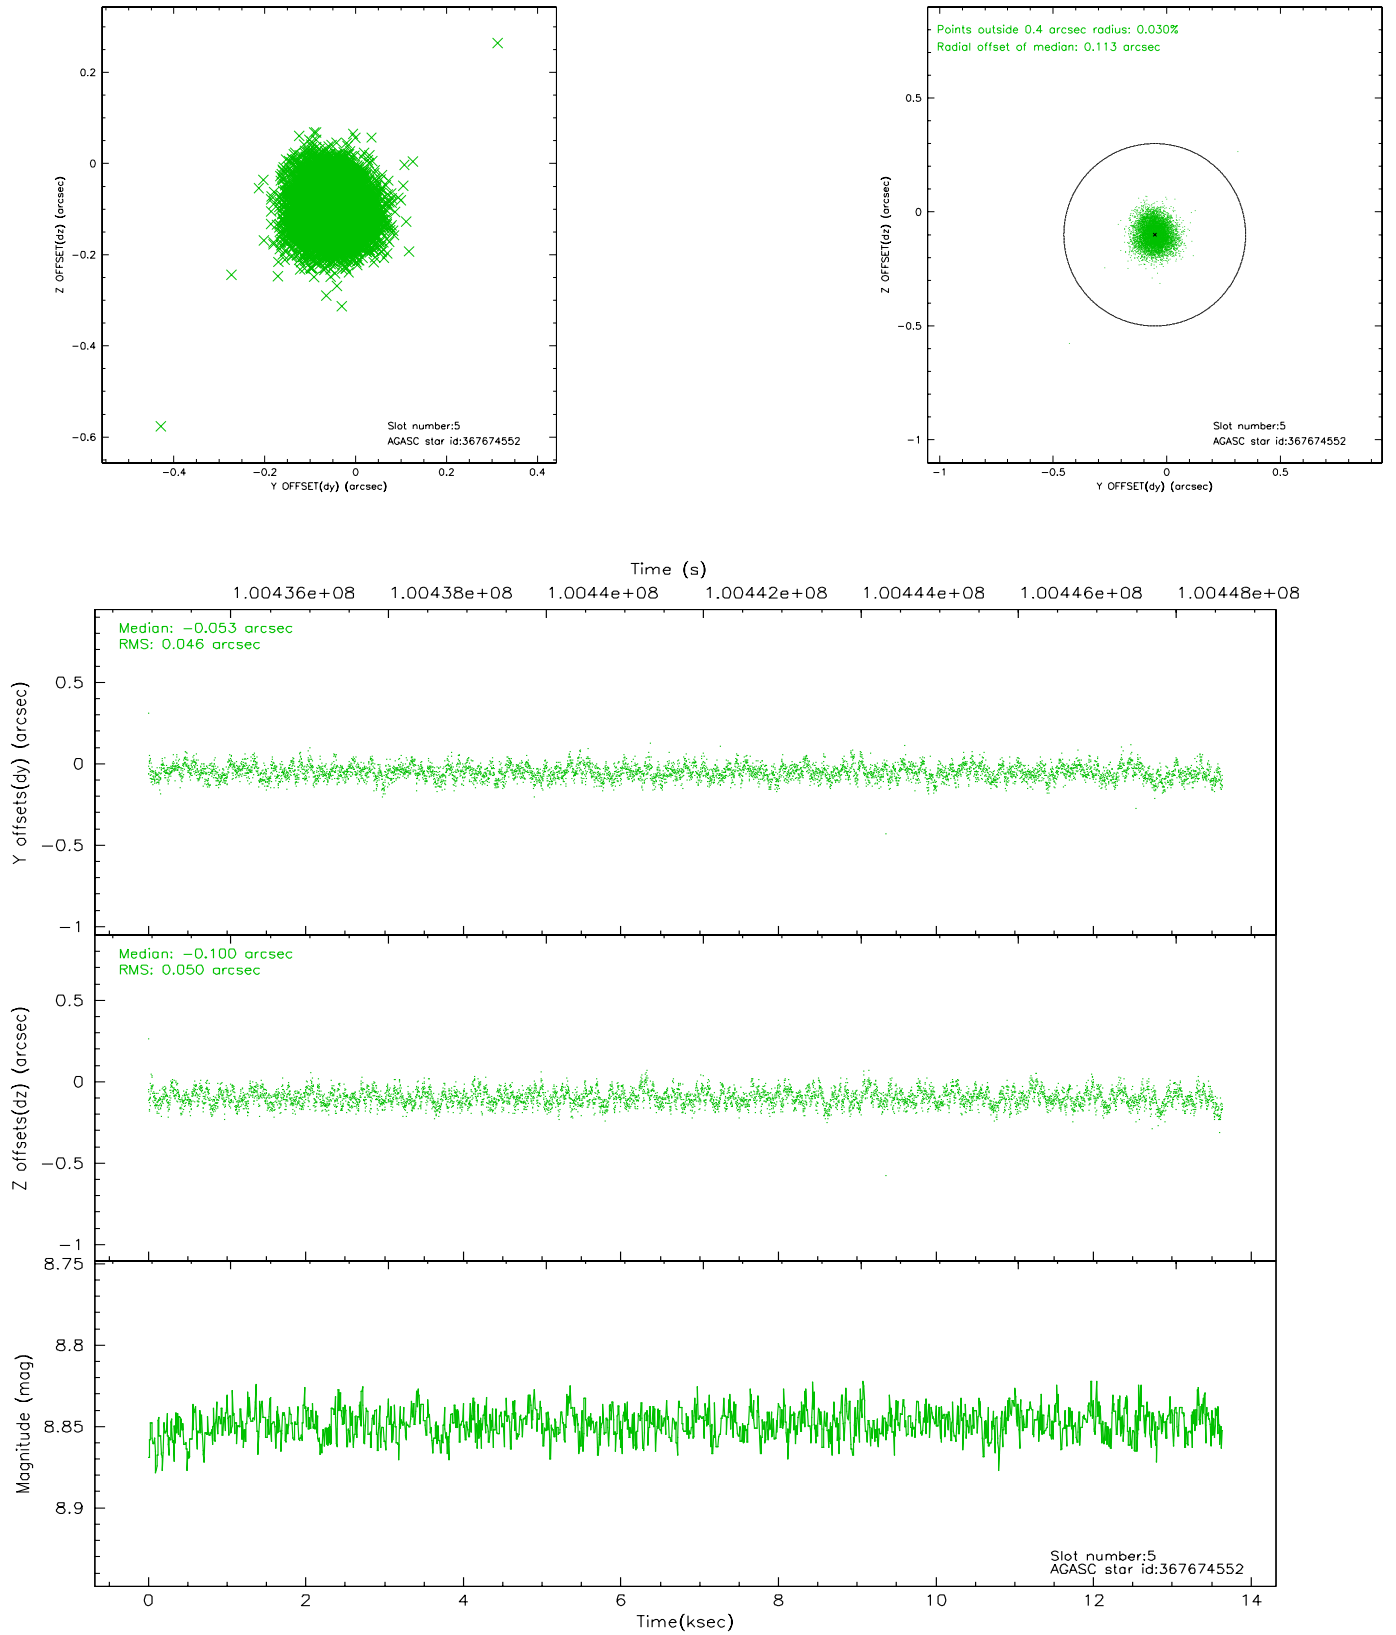 0.2
0
−0.2
−0.4
−0.6
Z OFFSET(dz) (arcsec)
Slot number:5
AGASC star id:367674552
−0.4 −0.2 0 0.2 0.4
Y OFFSET(dy) (arcsec)
Points outside 0.4 arcsec radius: 0.030%
Radial offset of median: 0.113 arcsec
0.5
0
−0.5
−1
Z OFFSET(dz) (arcsec)
Slot number:5
AGASC star id:367674552
−1 −0.5 0 0.5
Y OFFSET(dy) (arcsec)
Time (s)
1.00436e+08 1.00438e+08 1.0044e+08 1.00442e+08 1.00444e+08 1.00446e+08 1.00448e+08
Median: −0.053 arcsec
RMS: 0.046 arcsec
0.5
0
−0.5
−1
Y offsets(dy) (arcsec)
Median: −0.100 arcsec
RMS: 0.050 arcsec
0.5
0
−0.5
−1
Z offsets(dz) (arcsec)
8.75
8.8
8.85
8.9
Magnitude (mag)
Slot number:5
AGASC star id:367674552
0 2 4 6 8 10 12 14
Time(ksec)